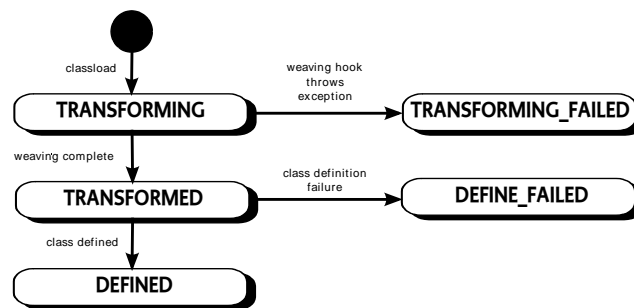 classload
weaving hook
throws
exception
TRANSFORMING
TRANSFORMING_FAILED
weaving complete
class definition
failure
TRANSFORMED
DEFINE_FAILED
class defined
DEFINED